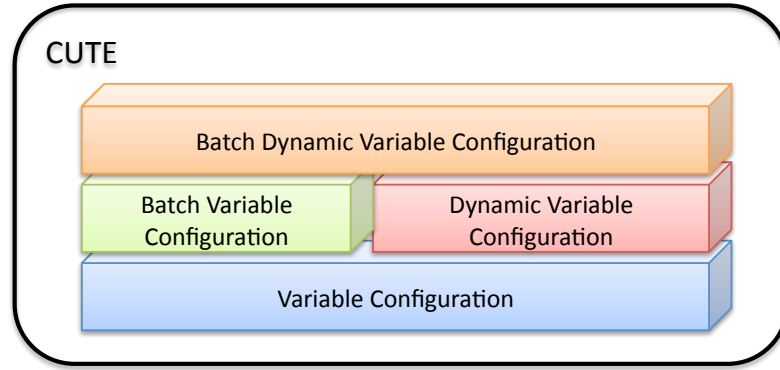 CUTE
Batch Dynamic Variable Configuration
Batch Variable
Configuration
Dynamic Variable
Configuration
Variable Configuration